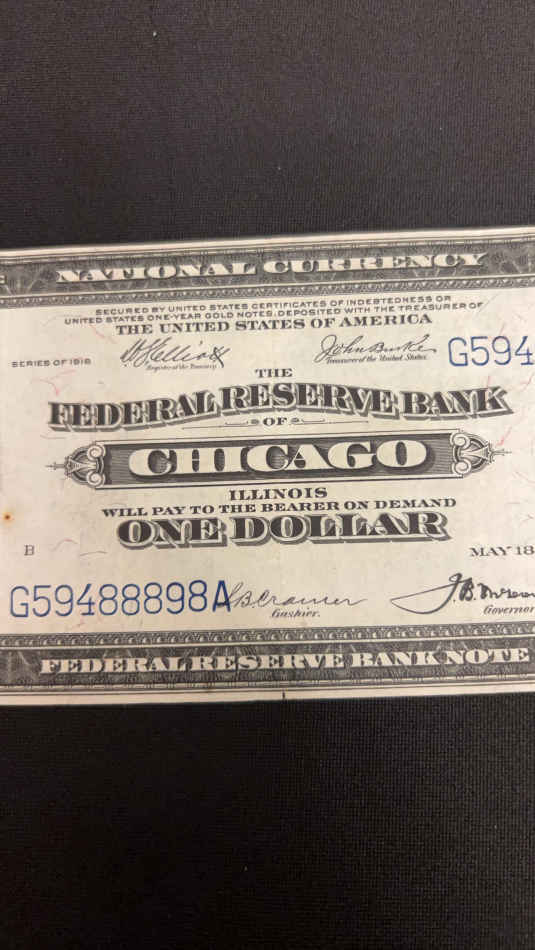 NATIONAL CURRENCY
SECURED BY UNITED STATES CERTIFICATES OF INDEBTEDNESS OR
UNITED STATES ONE-YEAR GOLD NOTES, DEPOSITED WITH THE TREASURER OF
THE UNITED STATES OF AMERICA
SERIES OF 1918
Register of the Treasury.
John Burke
Treasurer of the United States.
G594
THE
FEDERAL RESERVE BANK
OF
CHICAGO
ILLINOIS
WILL PAY TO THE BEARER ON DEMAND
ONE DOLLAR
B
MAY 18
G59488898A
Cashier.
Governor
FEDERAL RESERVE BANK NOTE